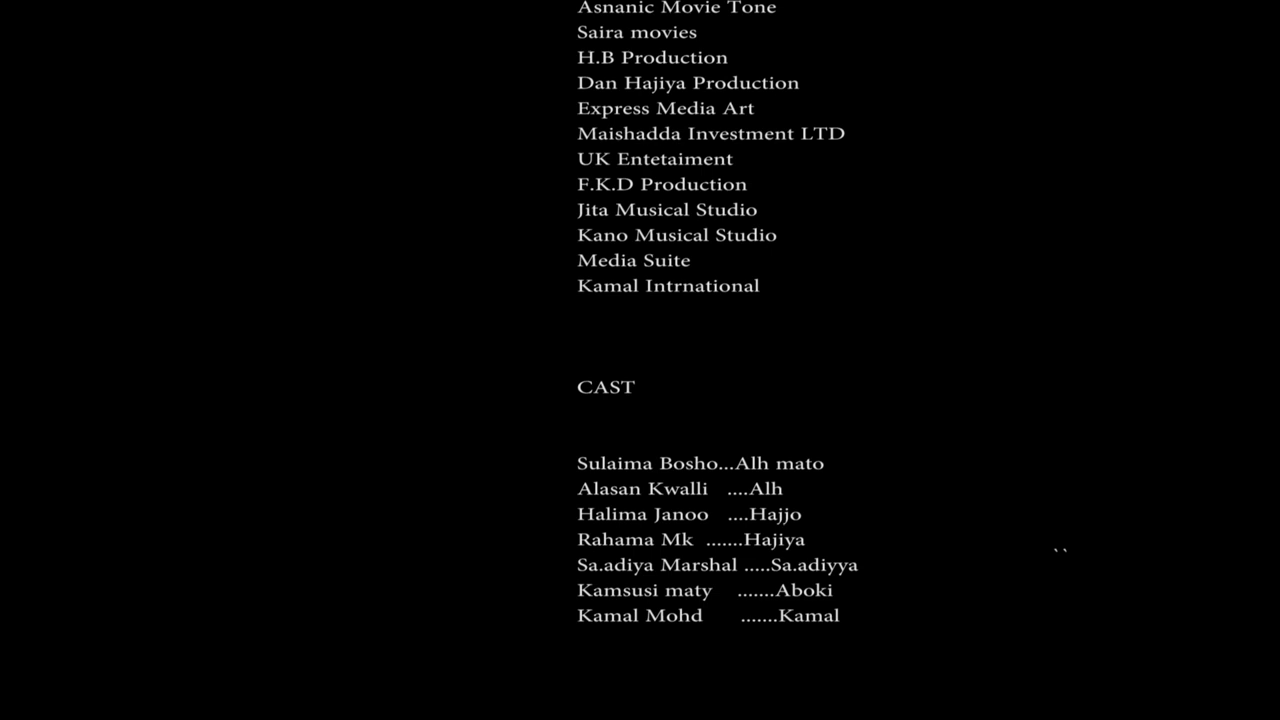 Asnanic Movie Tone
Saira movies
H.B Production
Dan Hajiya Production
Express Media Art
Maishadda Investment LTD
UK Entetaiment
F.K.D Production
Jita Musical Studio
Kano Musical Studio
Media Suite
Kamal Intrnational
CAST
Sulaima Bosho...Alh mato
Alasan Kwalli ....Alh
Halima Janoo ....Hajjo
Rahama Mk .......Hajiya
Sa.adiya Marshal .....Sa.adiyya
Kamsusi maty .......Aboki
Kamal Mohd .......Kamal
``